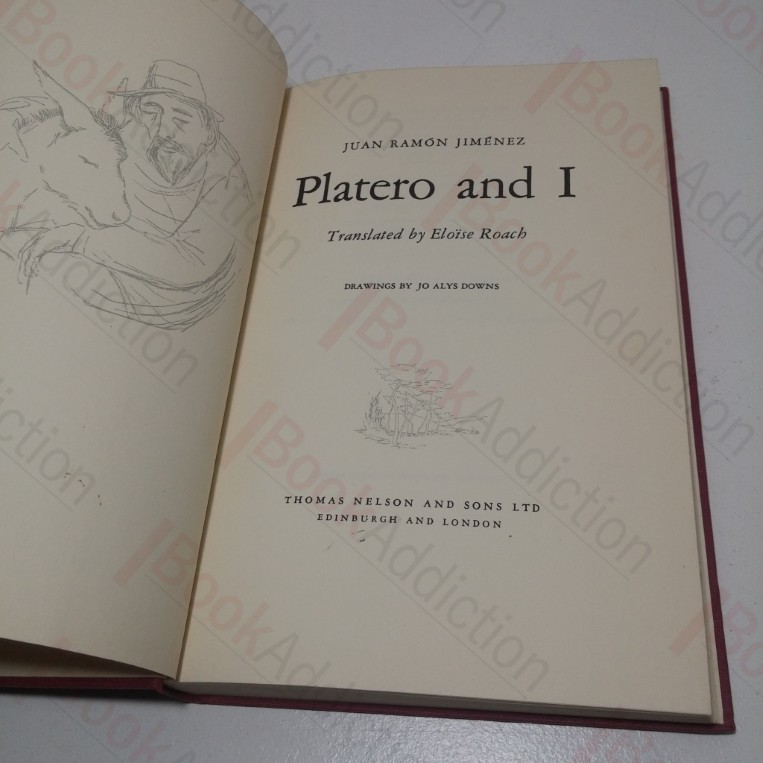 JUAN RAMÓN JIMÉNEZ
Platero and I
Translated by Eloïse Roach
DRAWINGS BY JO ALYS DOWNS
THOMAS NELSON AND SONS LTD
EDINBURGH AND LONDON
BookAddiction